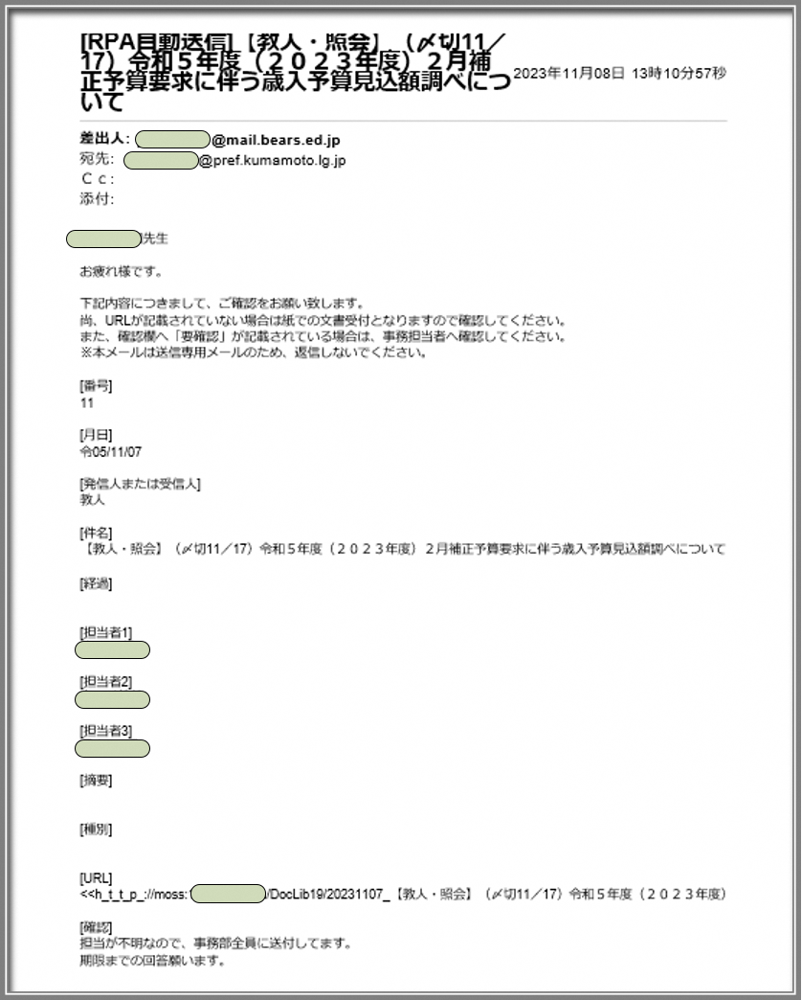 [RPA自動送信]【教人・照会】（〆切11／
17）令和５年度（２０２３年度）２月補
正予算要求に伴う歳入予算見込額調べにつ
いて
2023年11月08日 13時10分57秒
差出人: @mail.bears.ed.jp
宛先: @pref.kumamoto.lg.jp
Ｃｃ:
添付:
先生
お疲れ様です。
下記内容につきまして、ご確認をお願い致します。
尚、URLが記載されていない場合は紙での文書受付となりますので確認してください。
また、確認欄へ「要確認」が記載されている場合は、事務担当者へ確認してください。
※本メールは送信専用メールのため、返信しないでください。
[番号]
11
[月日]
令05/11/07
[発信人または受信人]
教人
[件名]
【教人・照会】（〆切11／17）令和５年度（２０２３年度）２月補正予算要求に伴う歳入予算見込額調べについて
[経過]
[担当者1]
[担当者2]
[担当者3]
[摘要]
[種別]
[URL]
<<h_t_t_p_://moss: /DocLib19/20231107_【教人・照会】（〆切11／17）令和５年度（２０２３年度）
[確認]
担当が不明なので、事務部全員に送付してます。
期限までの回答願います。